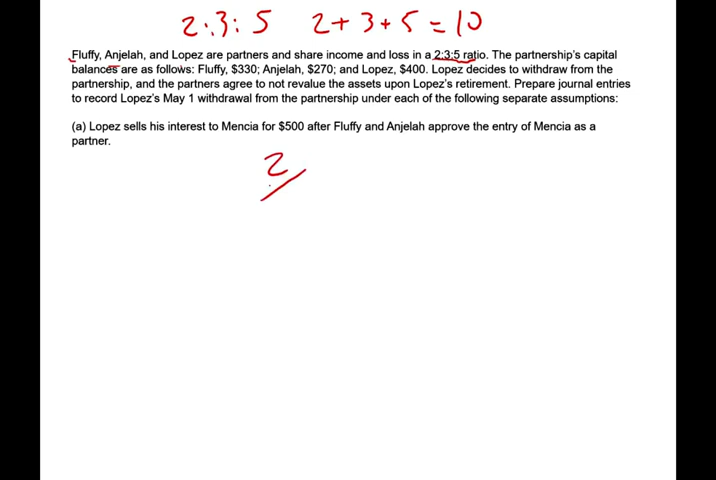 2:3:5 2+3+5=10
Fluffy, Anjelah, and Lopez are partners and share income and loss in a 2:3:5 ratio. The partnership's capital
balances are as follows: Fluffy, $330; Anjelah, $270; and Lopez, $400. Lopez decides to withdraw from the
partnership, and the partners agree to not revalue the assets upon Lopez's retirement. Prepare journal entries
to record Lopez's May 1 withdrawal from the partnership under each of the following separate assumptions:
(a) Lopez sells his interest to Mencia for $500 after Fluffy and Anjelah approve the entry of Mencia as a
partner.
2/